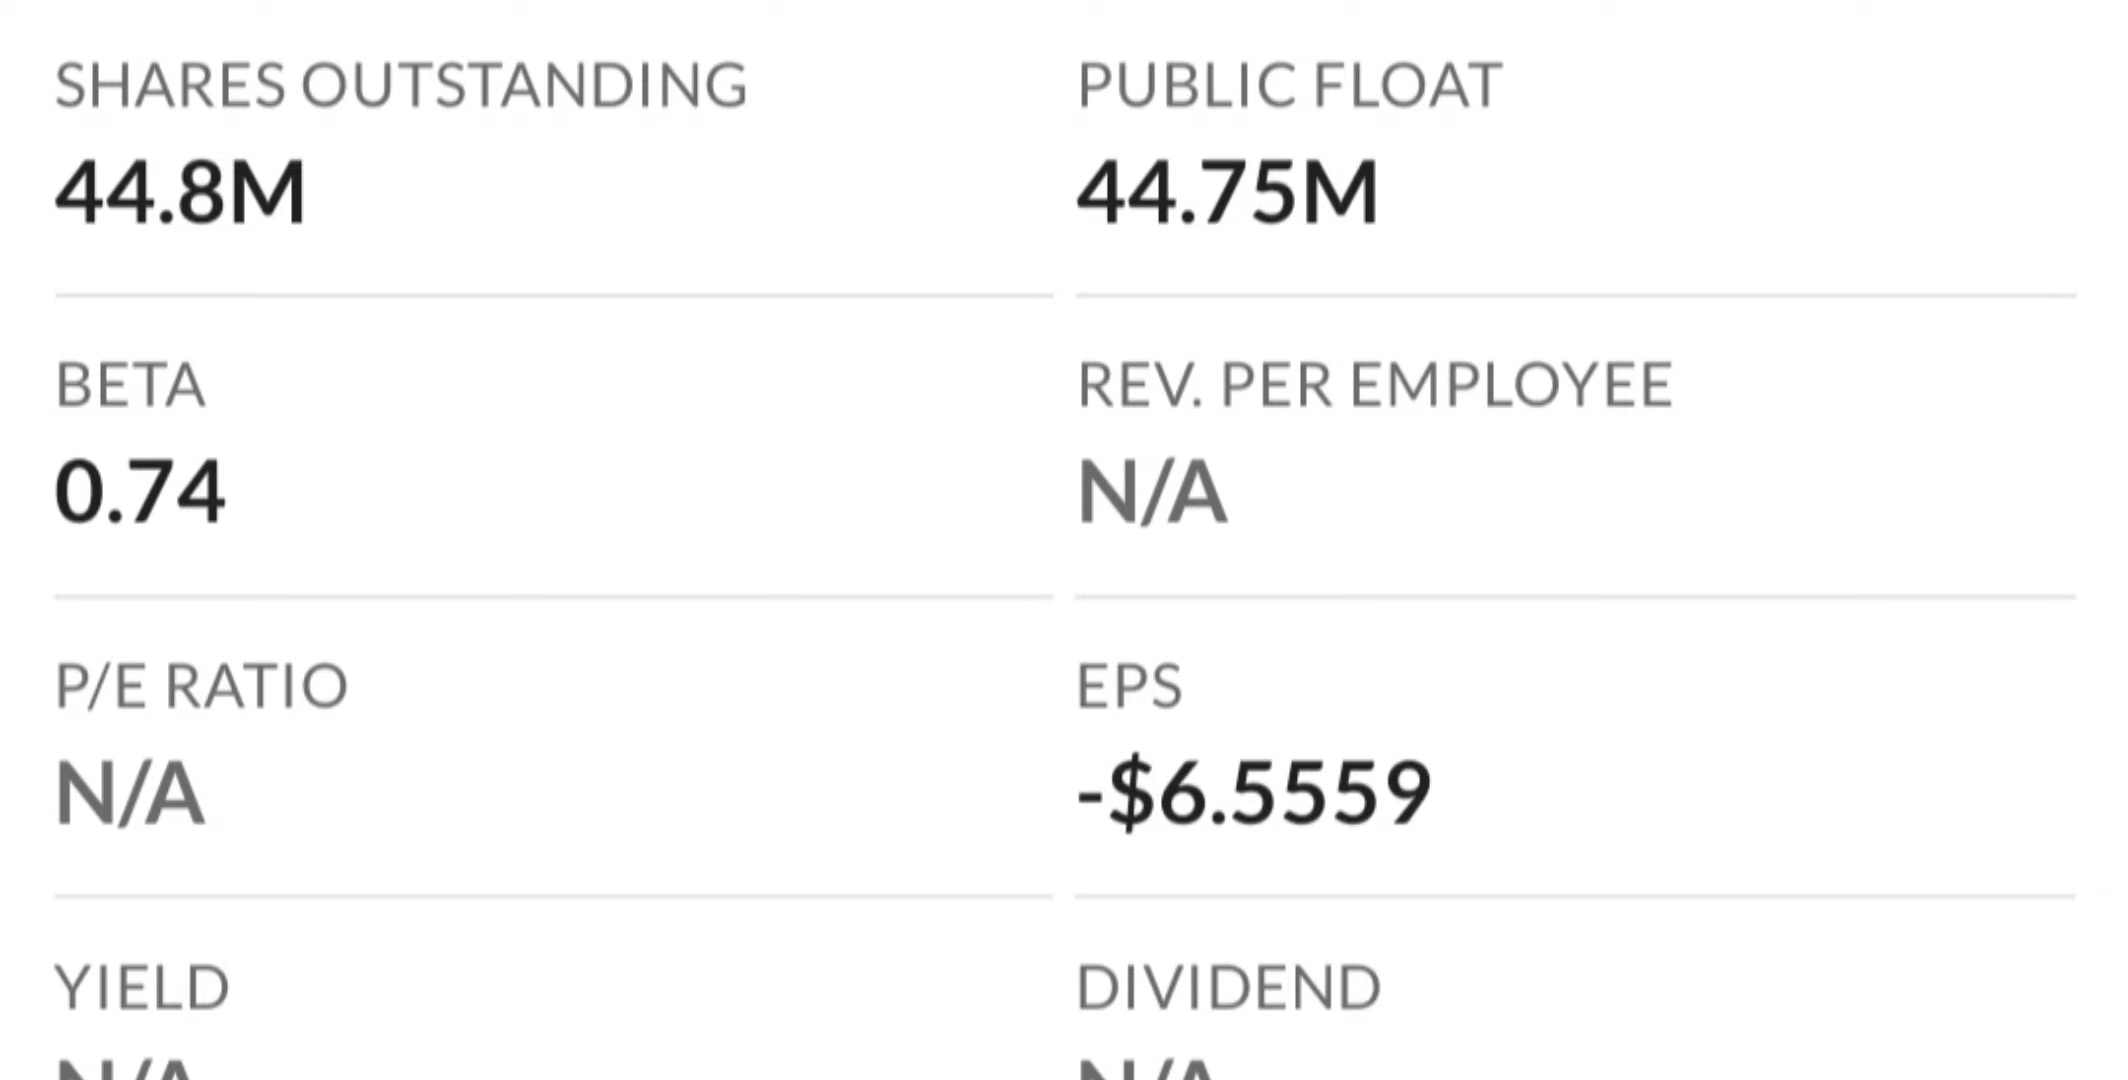 SHARES OUTSTANDING
PUBLIC FLOAT
44.8M
44.75M
BETA
REV. PER EMPLOYEE
0.74
N/A
P/E RATIO
EPS
N/A
-$6.5559
YIELD
DIVIDEND
N/A
N/A